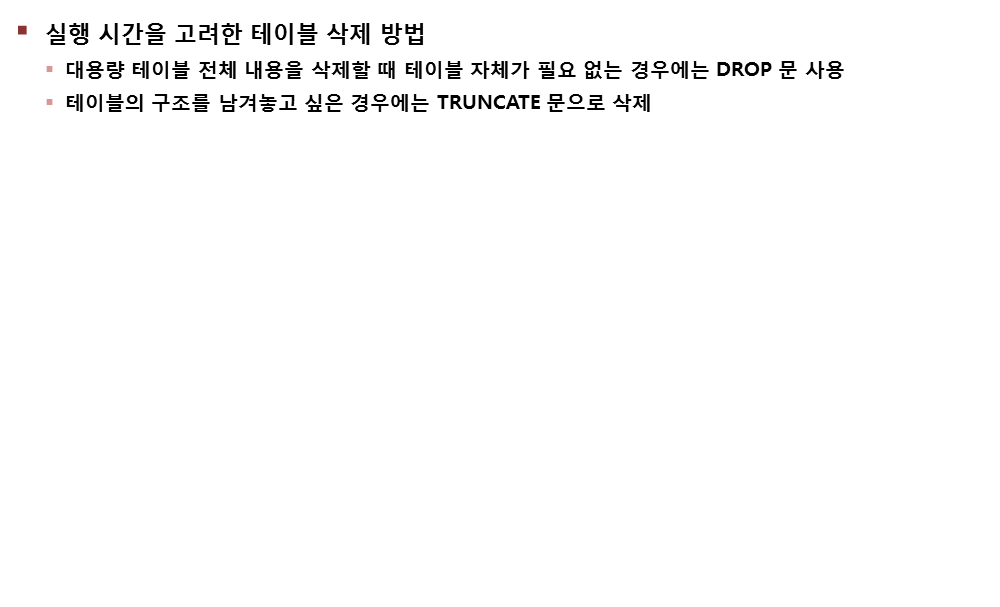 실행 시간을 고려한 테이블 삭제 방법
대용량 테이블 전체 내용을 삭제할 때 테이블 자체가 필요 없는 경우에는 DROP 문 사용
테이블의 구조를 남겨놓고 싶은 경우에는 TRUNCATE 문으로 삭제